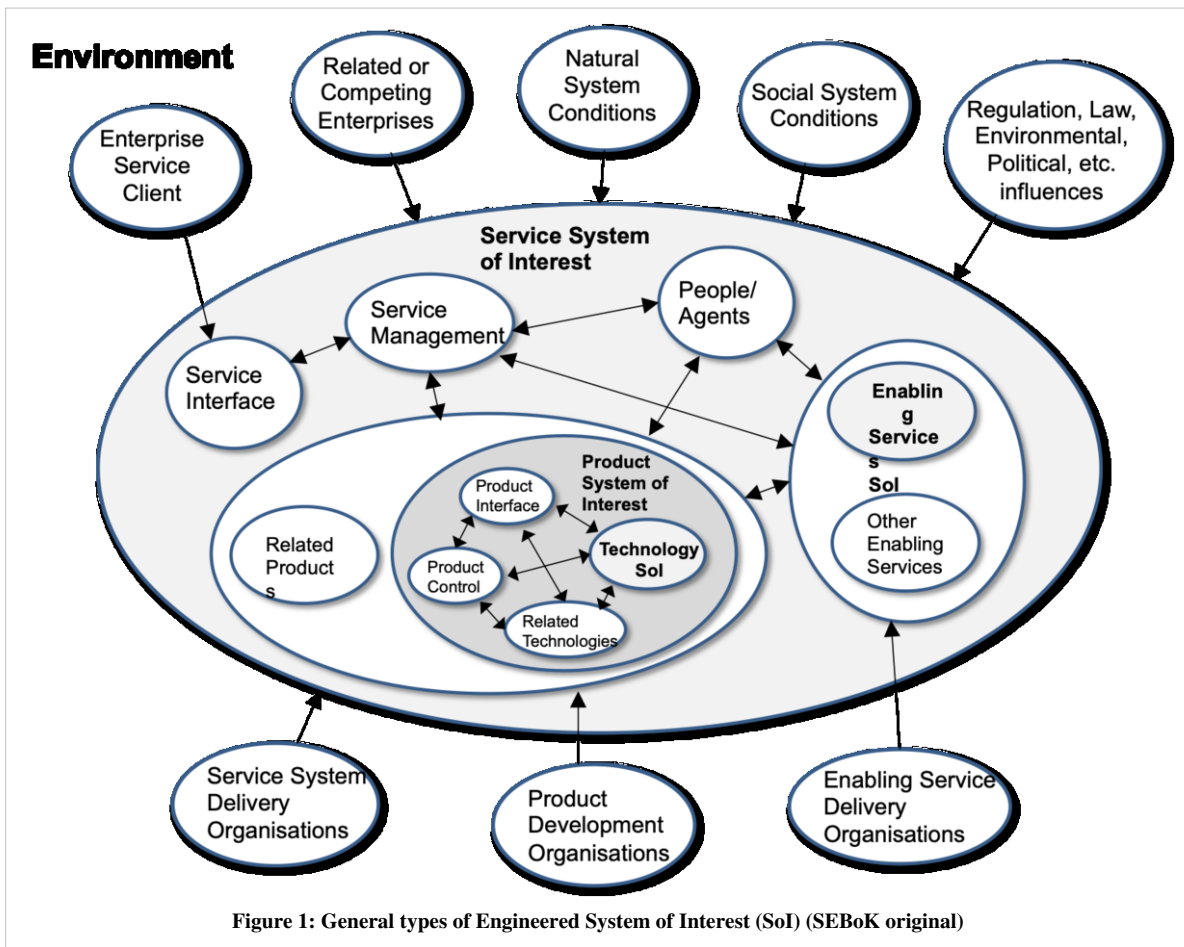 Environment
Related or
Competing
Enterprises
Natural
System
Conditions
Social System
Conditions
Regulation, Law,
Environmental,
Political, etc.
influences
Enterprise
Service
Client
Service System
of Interest
People/
Agents
Service
Management
Service
Interface
Enablin
g
Service
s
SoI
Other
Enabling
Services
Product
System of
Interest
Product
Interface
Technology
SoI
Product
Control
Related
Technologies
Related
Product
s
Service System
Delivery
Organisations
Product
Development
Organisations
Enabling Service
Delivery
Organisations
Figure 1: General types of Engineered System of Interest (SoI) (SEBoK original)